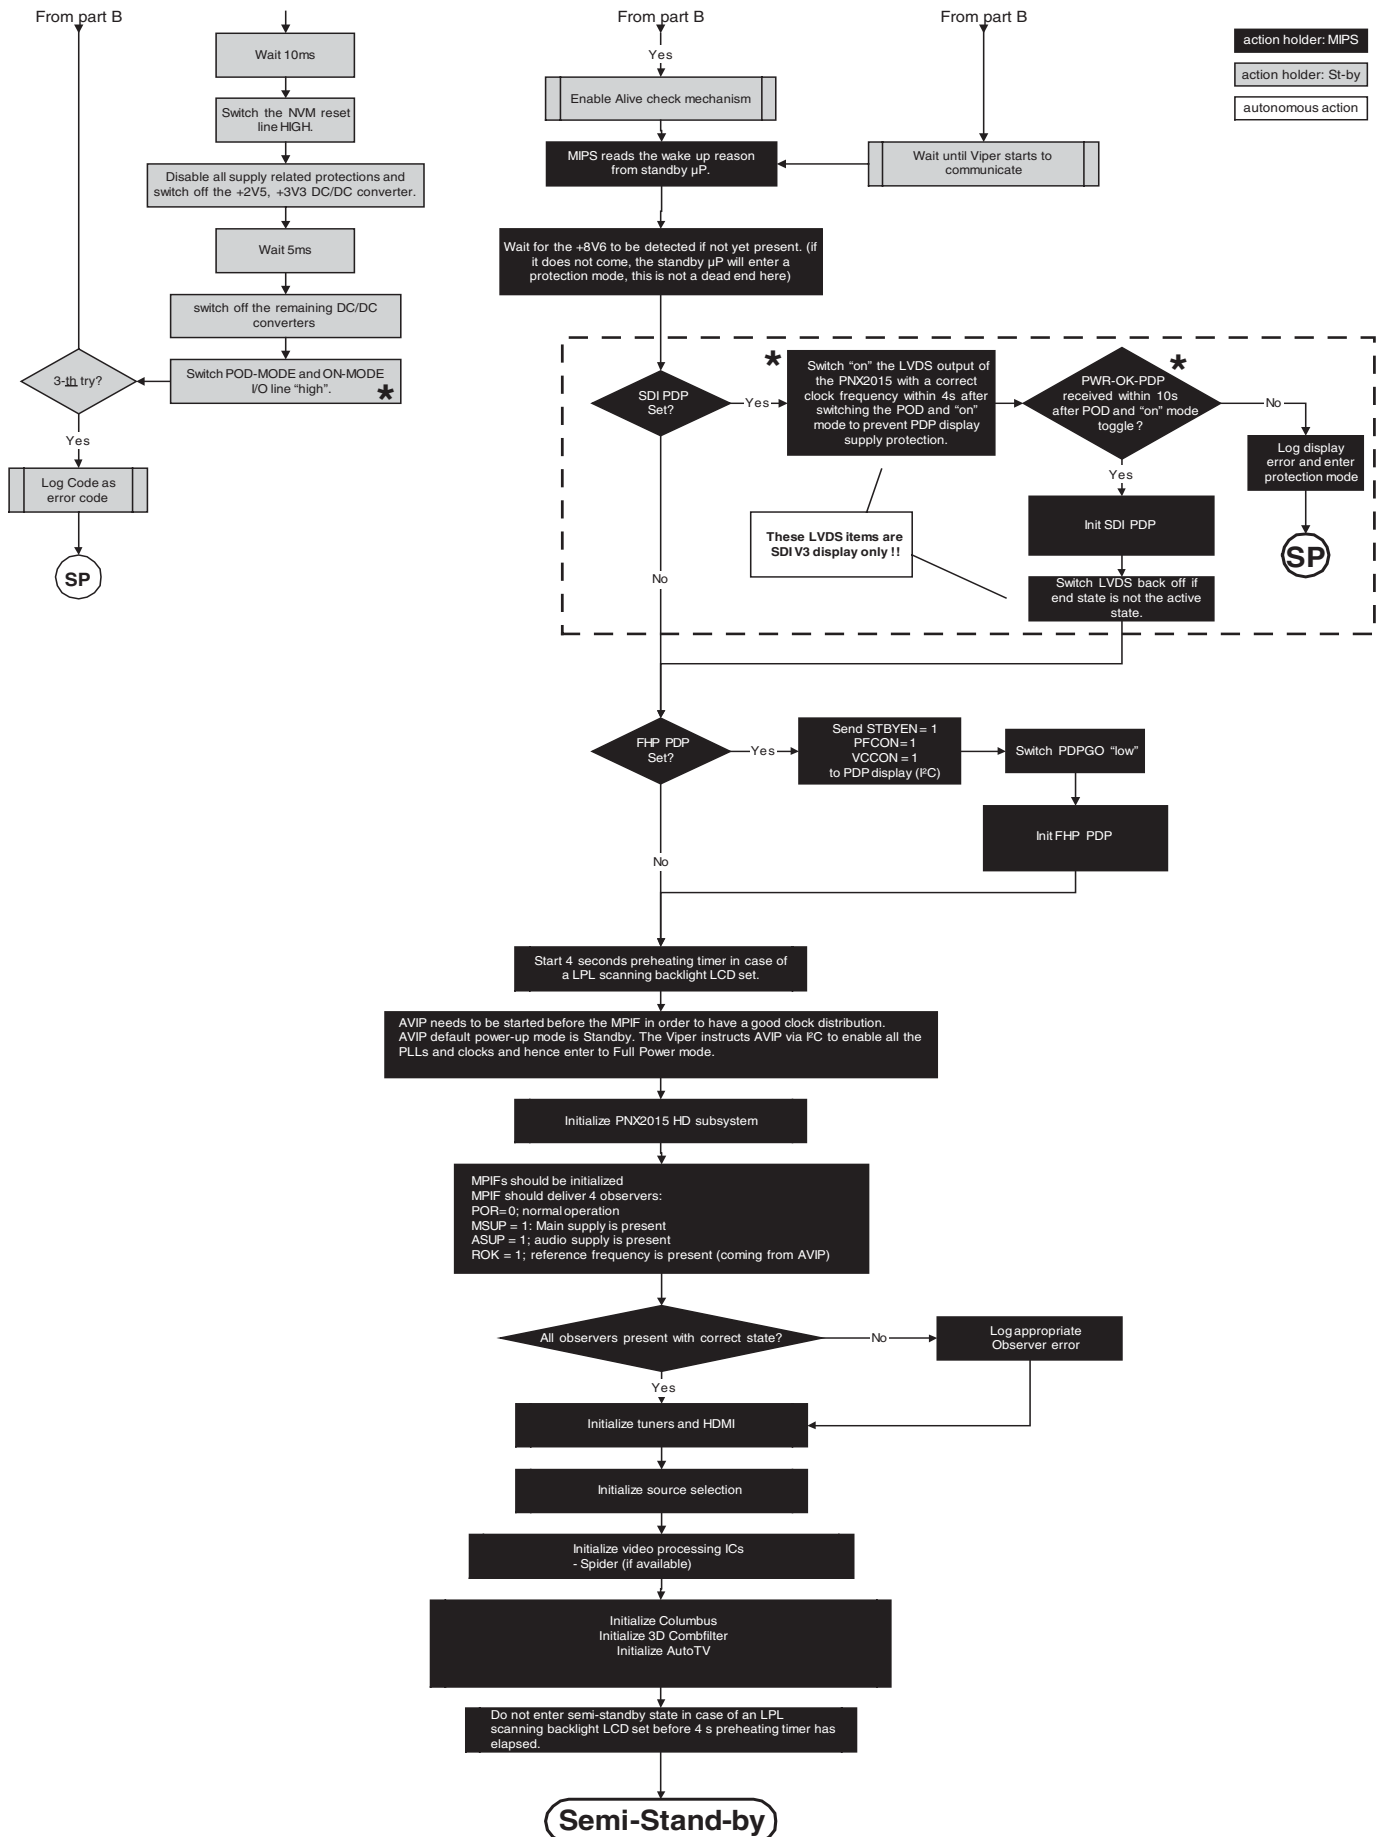 From part B
Wait 10ms
Switch the NVM reset
line HIGH.
Disable all supply related protections and
switch off the +2V5, +3V3 DC/DC converter.
Wait 5ms
switch off the remaining DC/DC
converters
Switch POD-MODE and ON-MODE
I/O line "high".
*
3-th try?
Yes
Log Code as
error code
SP
From part B
Yes
Enable Alive check mechanism
MIPS reads the wake up reason
from standby µP.
From part B
Wait until Viper starts to
communicate
action holder: MIPS
action holder: St-by
autonomous action
Wait for the +8V6 to be detected if not yet present. (if
it does not come, the standby µP will enter a
protection mode, this is not a dead end here)
SDI PDP
Set?
Yes
*
Switch "on" the LVDS output of
the PNX2015 with a correct
clock frequency within 4s after
switching the POD and "on"
mode to prevent PDP display
supply protection.
*
PWR-OK-PDP
received within 10s
after POD and "on" mode
toggle?
No
Log display
error and enter
protection mode
SP
Yes
Init SDI PDP
These LVDS items are
SDI V3 display only !!
Switch LVDS back off if
end state is not the active
state.
No
FHP PDP
Set?
Yes
Send STBYEN = 1
PFCON = 1
VCCON = 1
to PDP display (I²C)
Switch PDPGO "low"
Init FHP PDP
No
Start 4 seconds preheating timer in case of
a LPL scanning backlight LCD set.
AVIP needs to be started before the MPIF in order to have a good clock distribution.
AVIP default power-up mode is Standby. The Viper instructs AVIP via I²C to enable all the
PLLs and clocks and hence enter to Full Power mode.
Initialize PNX2015 HD subsystem
MPIFs should be initialized
MPIF should deliver 4 observers:
POR= 0; normal operation
MSUP = 1: Main supply is present
ASUP = 1; audio supply is present
ROK = 1; reference frequency is present (coming from AVIP)
All observers present with correct state?
No
Log appropriate
Observer error
Yes
Initialize tuners and HDMI
Initialize source selection
Initialize video processing ICs
- Spider (if available)
Initialize Columbus
Initialize 3D Combfilter
Initialize AutoTV
Do not enter semi-standby state in case of an LPL
scanning backlight LCD set before 4 s preheating timer has
elapsed.
Semi-Stand-by